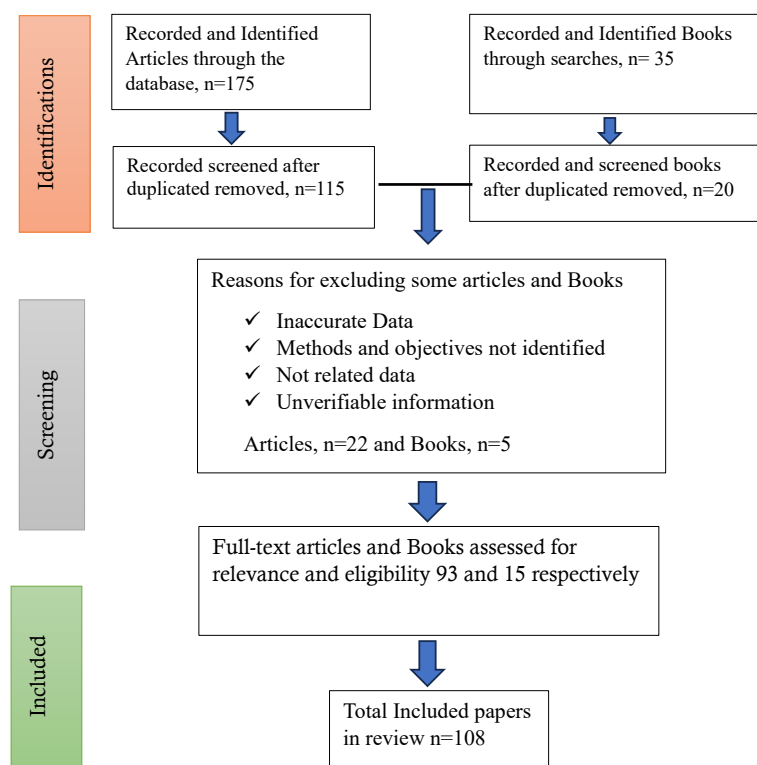 Identifications
Recorded and Identified
Articles through the
database, n=175
Recorded and Identified Books
through searches, n= 35
Recorded screened after
duplicated removed, n=115
Recorded and screened books
after duplicated removed, n=20
Screening
Reasons for excluding some articles and Books
✓ Inaccurate Data
✓ Methods and objectives not identified
✓ Not related data
✓ Unverifiable information
Articles, n=22 and Books, n=5
Full-text articles and Books assessed for
relevance and eligibility 93 and 15 respectively
Included
Total Included papers
in review n=108